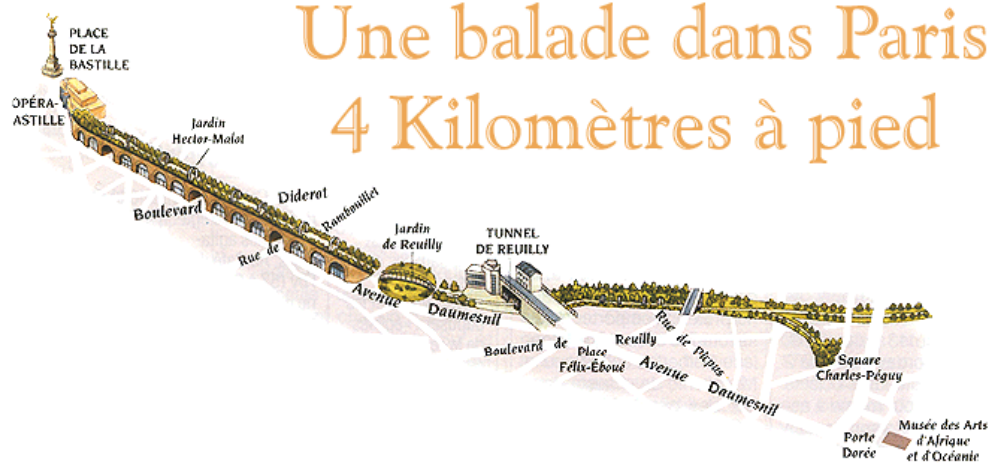 Une balade dans Paris
4 Kilomètres à pied
PLACE
DE LA
BASTILLE
OPÉRA-
ASTILLE
Jardin
Hector-Malot
Boulevard Diderot
Rue de Rambouillet
Jardin
de Reuilly
TUNNEL
DE REUILLY
Avenue Daumesnil
Boulevard de Reuilly
Rue de Picpus
Place
Félix-Éboué
Avenue Daumesnil
Square
Charles-Péguy
Porte
Dorée
Musée des Arts
d'Afrique
et d'Océanie